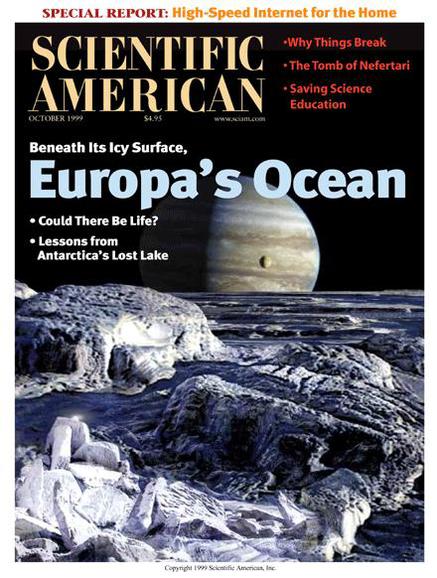 SPECIAL REPORT: High-Speed Internet for the Home
SCIENTIFIC
AMERICAN
OCTOBER 1999 $4.95 www.sciam.com
•Why Things Break
• The Tomb of Nefertari
• Saving Science
Education
Beneath Its Icy Surface,
Europa's Ocean
• Could There Be Life?
• Lessons from
Antarctica's Lost Lake
Copyright 1999 Scientific American, Inc.